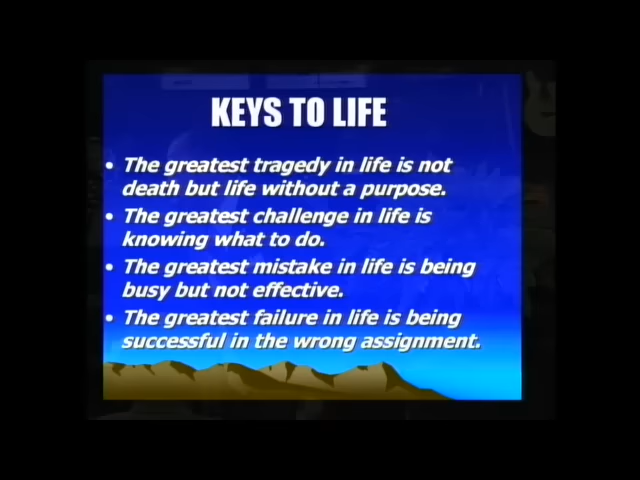 KEYS TO LIFE
• The greatest tragedy in life is not
death but life without a purpose.
• The greatest challenge in life is
knowing what to do.
• The greatest mistake in life is being
busy but not effective.
• The greatest failure in life is being
successful in the wrong assignment.